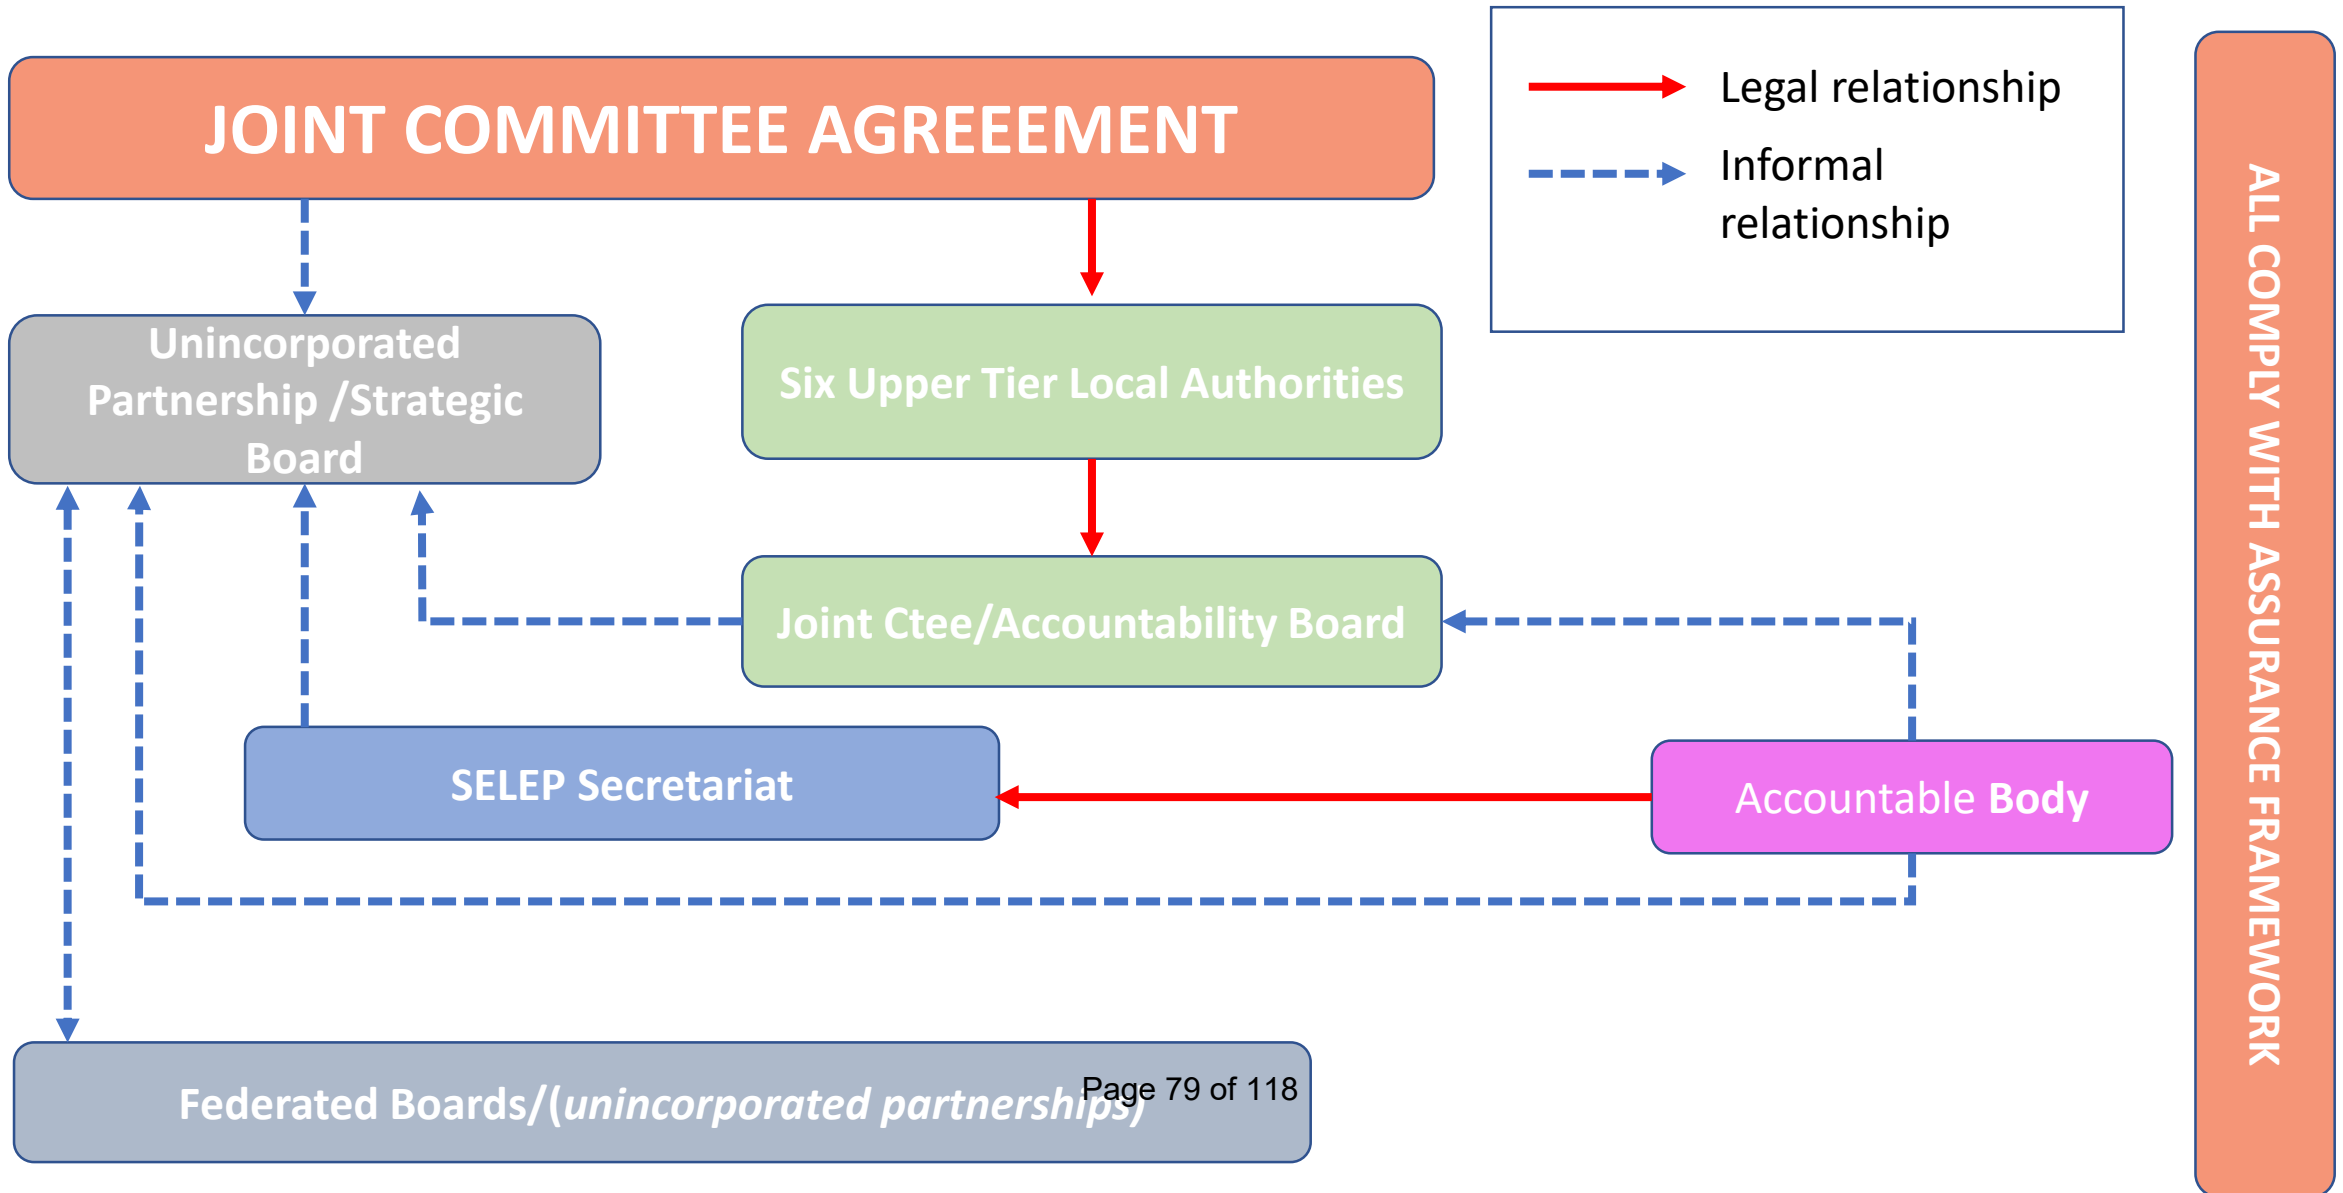 JOINT COMMITTEE AGREEEMENT
Legal relationship
Informal
relationship
Unincorporated
Partnership /Strategic
Board
Six Upper Tier Local Authorities
Joint Ctee/Accountability Board
SELEP Secretariat
Accountable Body
Federated Boards/(unincorporated partnerships)
Page 79 of 118
ALL COMPLY WITH ASSURANCE FRAMEWORK